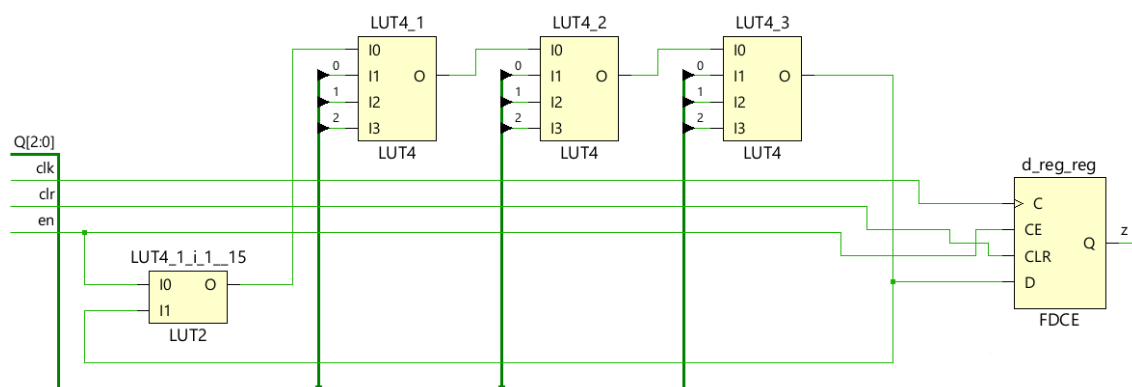 LUT4_1
LUT4_2
LUT4_3
I0
I1
I2
I3
O
0
1
2
LUT4
I0
I1
I2
I3
O
0
1
2
LUT4
I0
I1
I2
I3
O
0
1
2
LUT4
Q[2:0]
clk
clr
en
LUT4_1_i_1__15
I0
O
I1
LUT2
d_reg_reg
C
CE
CLR
D
Q
z
FDCE